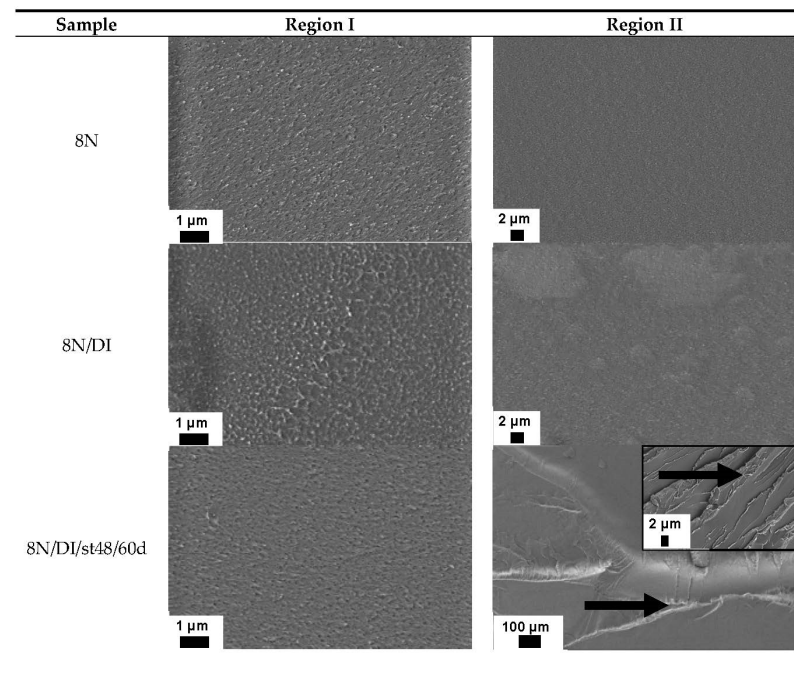 Sample Region I Region II
8N
1 µm
2 µm
8N/DI
1 µm
2 µm
8N/DI/st48/60d
2 µm
1 µm
100 µm